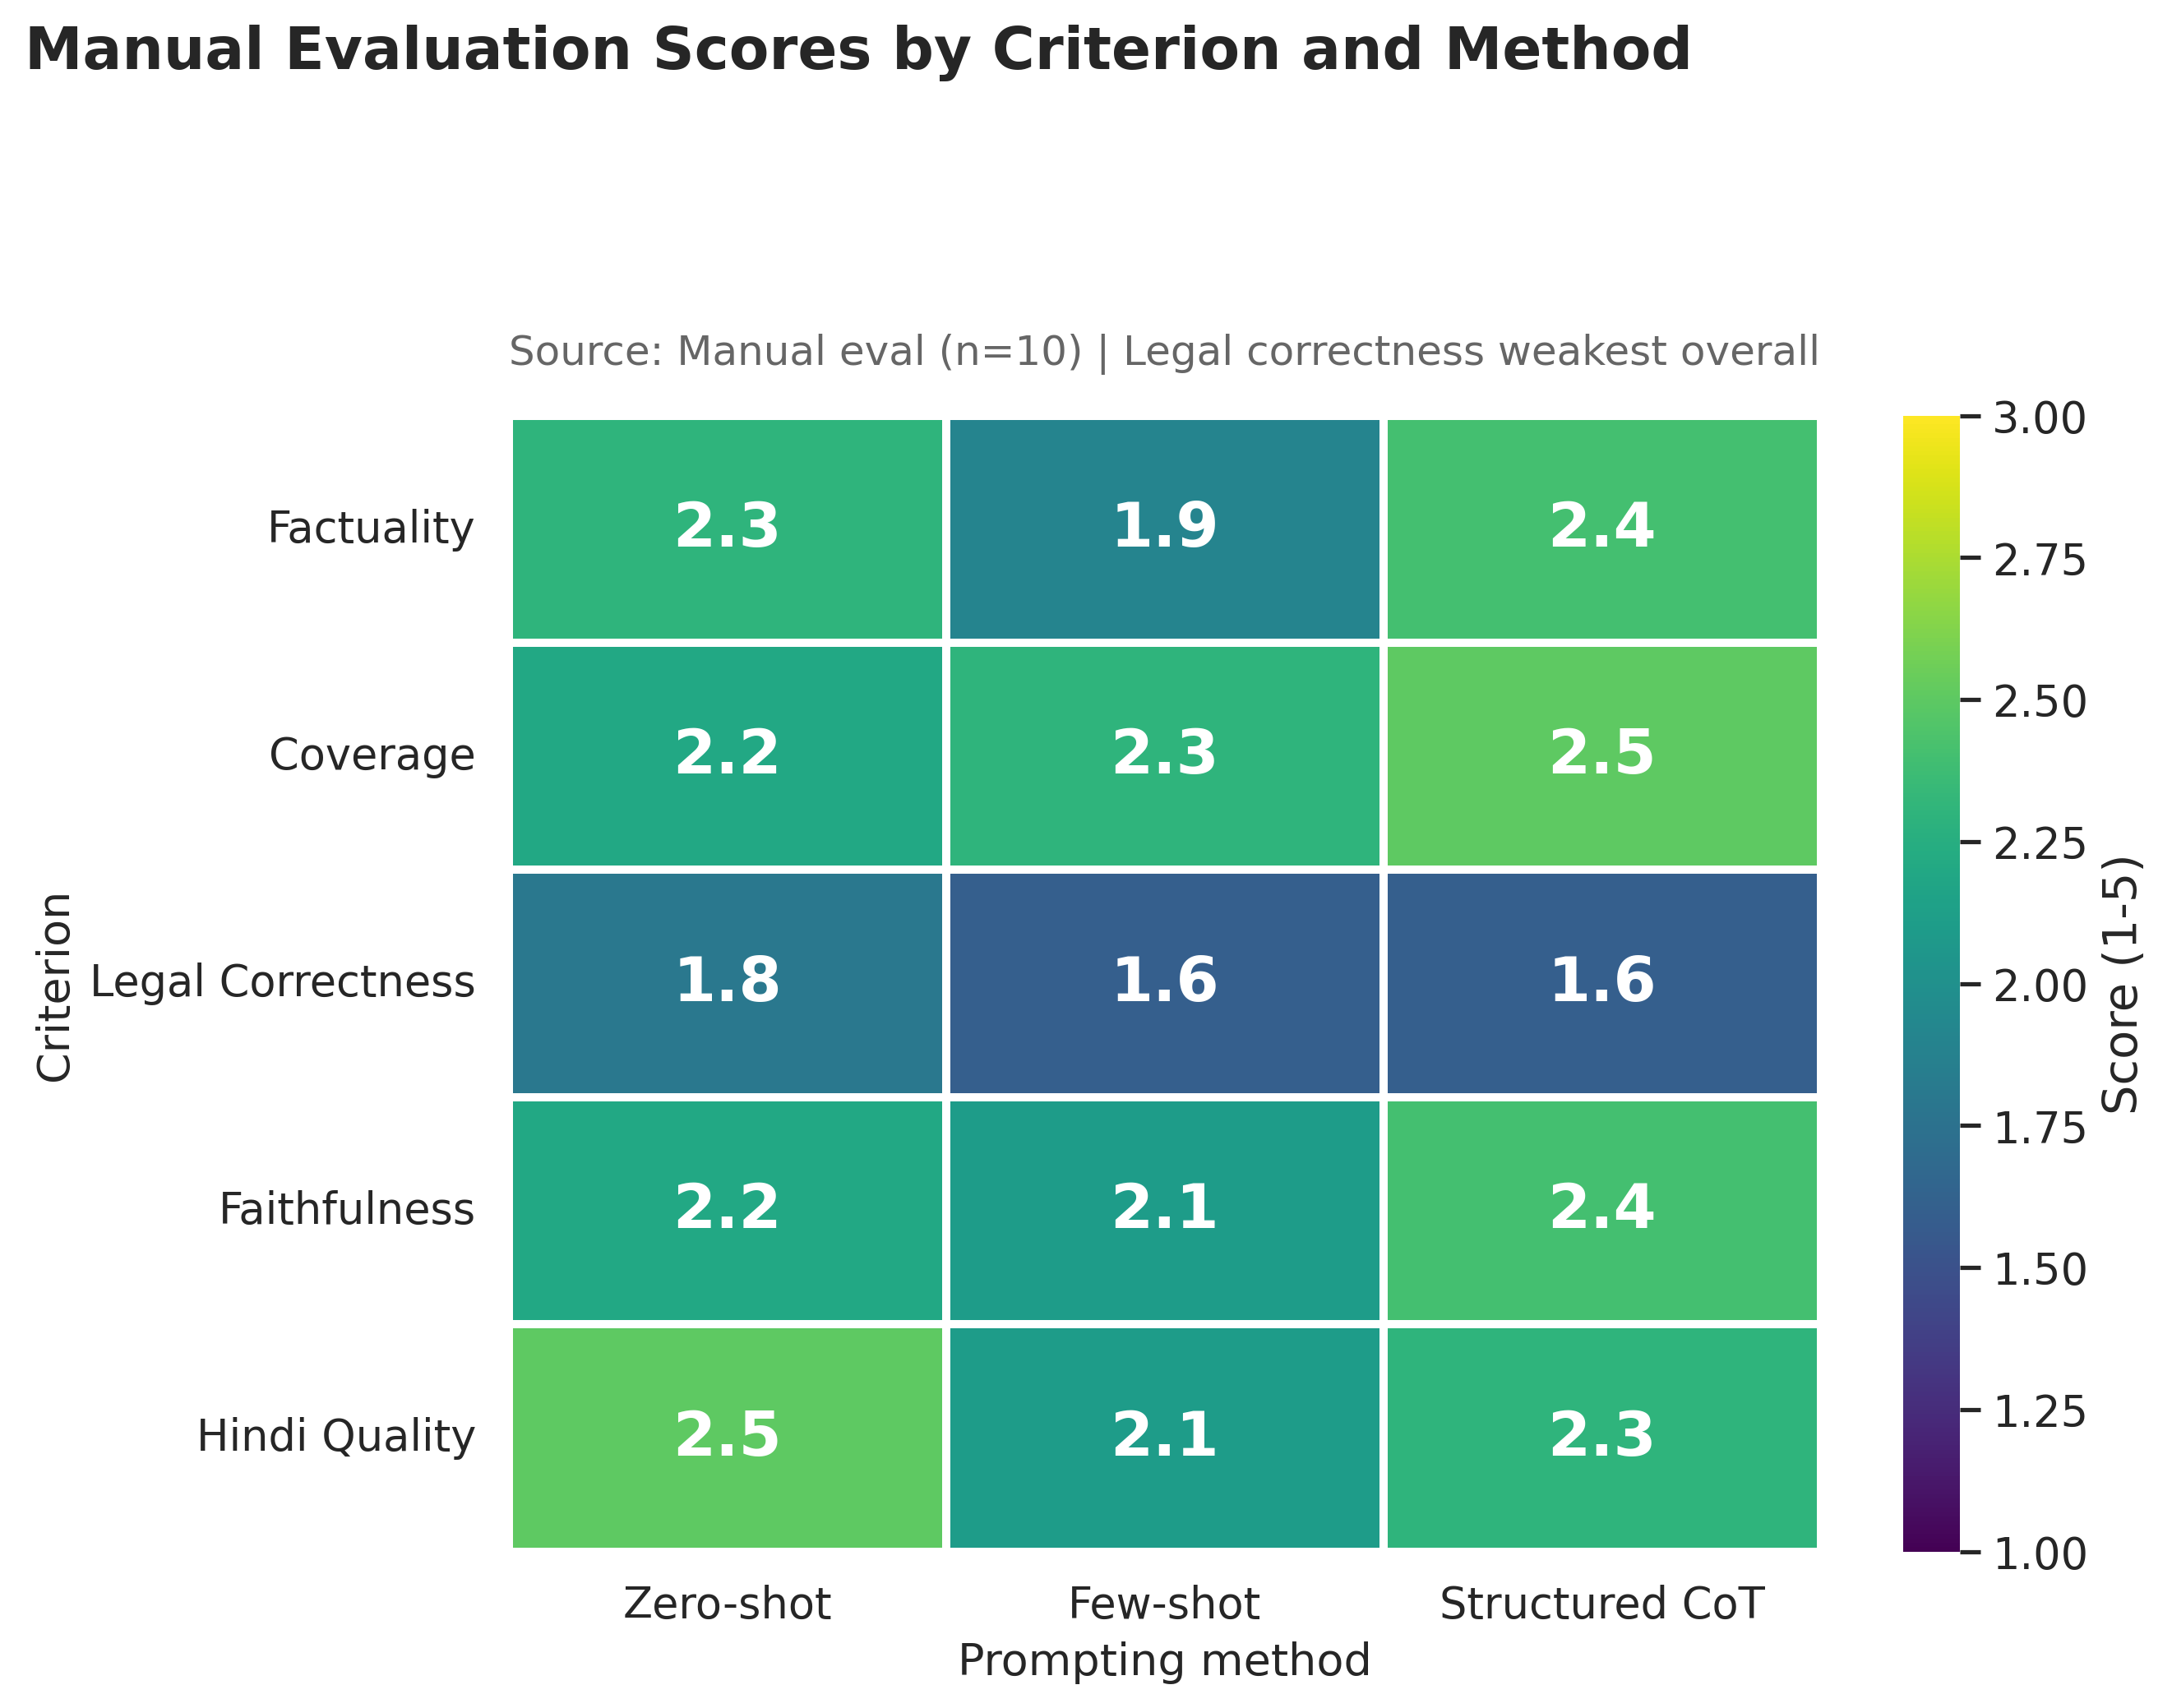 Manual Evaluation Scores by Criterion and Method
Source: Manual eval (n=10) | Legal correctness weakest overall
Criterion
Factuality 2.3 1.9 2.4
Coverage 2.2 2.3 2.5
Legal Correctness 1.8 1.6 1.6
Faithfulness 2.2 2.1 2.4
Hindi Quality 2.5 2.1 2.3
Zero-shot Few-shot Structured CoT
Prompting method
3.00
2.75
2.50
2.25
2.00
1.75
1.50
1.25
1.00
Score (1-5)